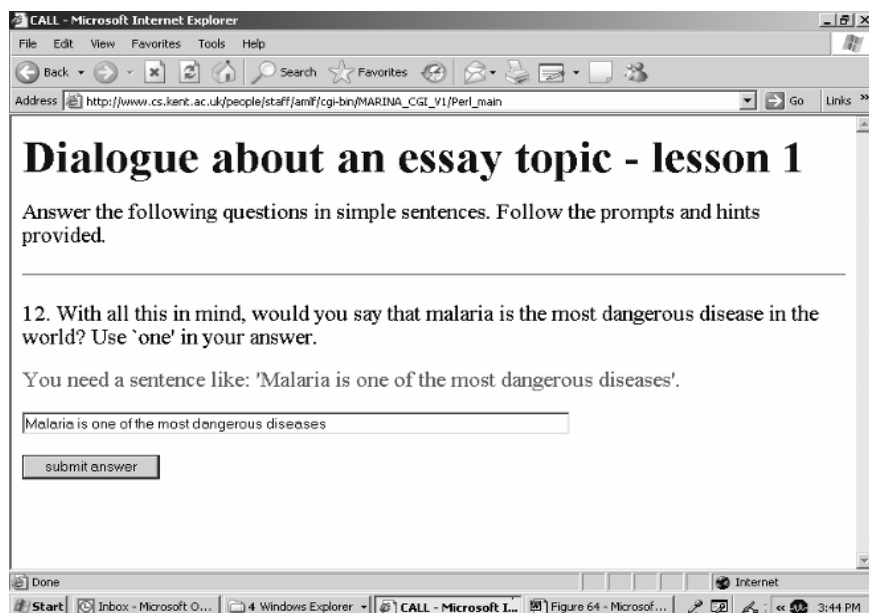 CALL - Microsoft Internet Explorer
File Edit View Favorites Tools Help
Back Search Favorites
Address http://www.cs.kent.ac.uk/people/staff/amlf/cgi-bin/MARINA_CGI_V1/Perl_main Go Links »
Dialogue about an essay topic - lesson 1
Answer the following questions in simple sentences. Follow the prompts and hints
provided.
12. With all this in mind, would you say that malaria is the most dangerous disease in the
world? Use `one' in your answer.
You need a sentence like: 'Malaria is one of the most dangerous diseases'.
Malaria is one of the most dangerous diseases
submit answer
Done Internet
Start Inbox - Microsoft O... 4 Windows Explorer CALL - Microsoft I... Figure 64 - Microsof... « 3:44 PM